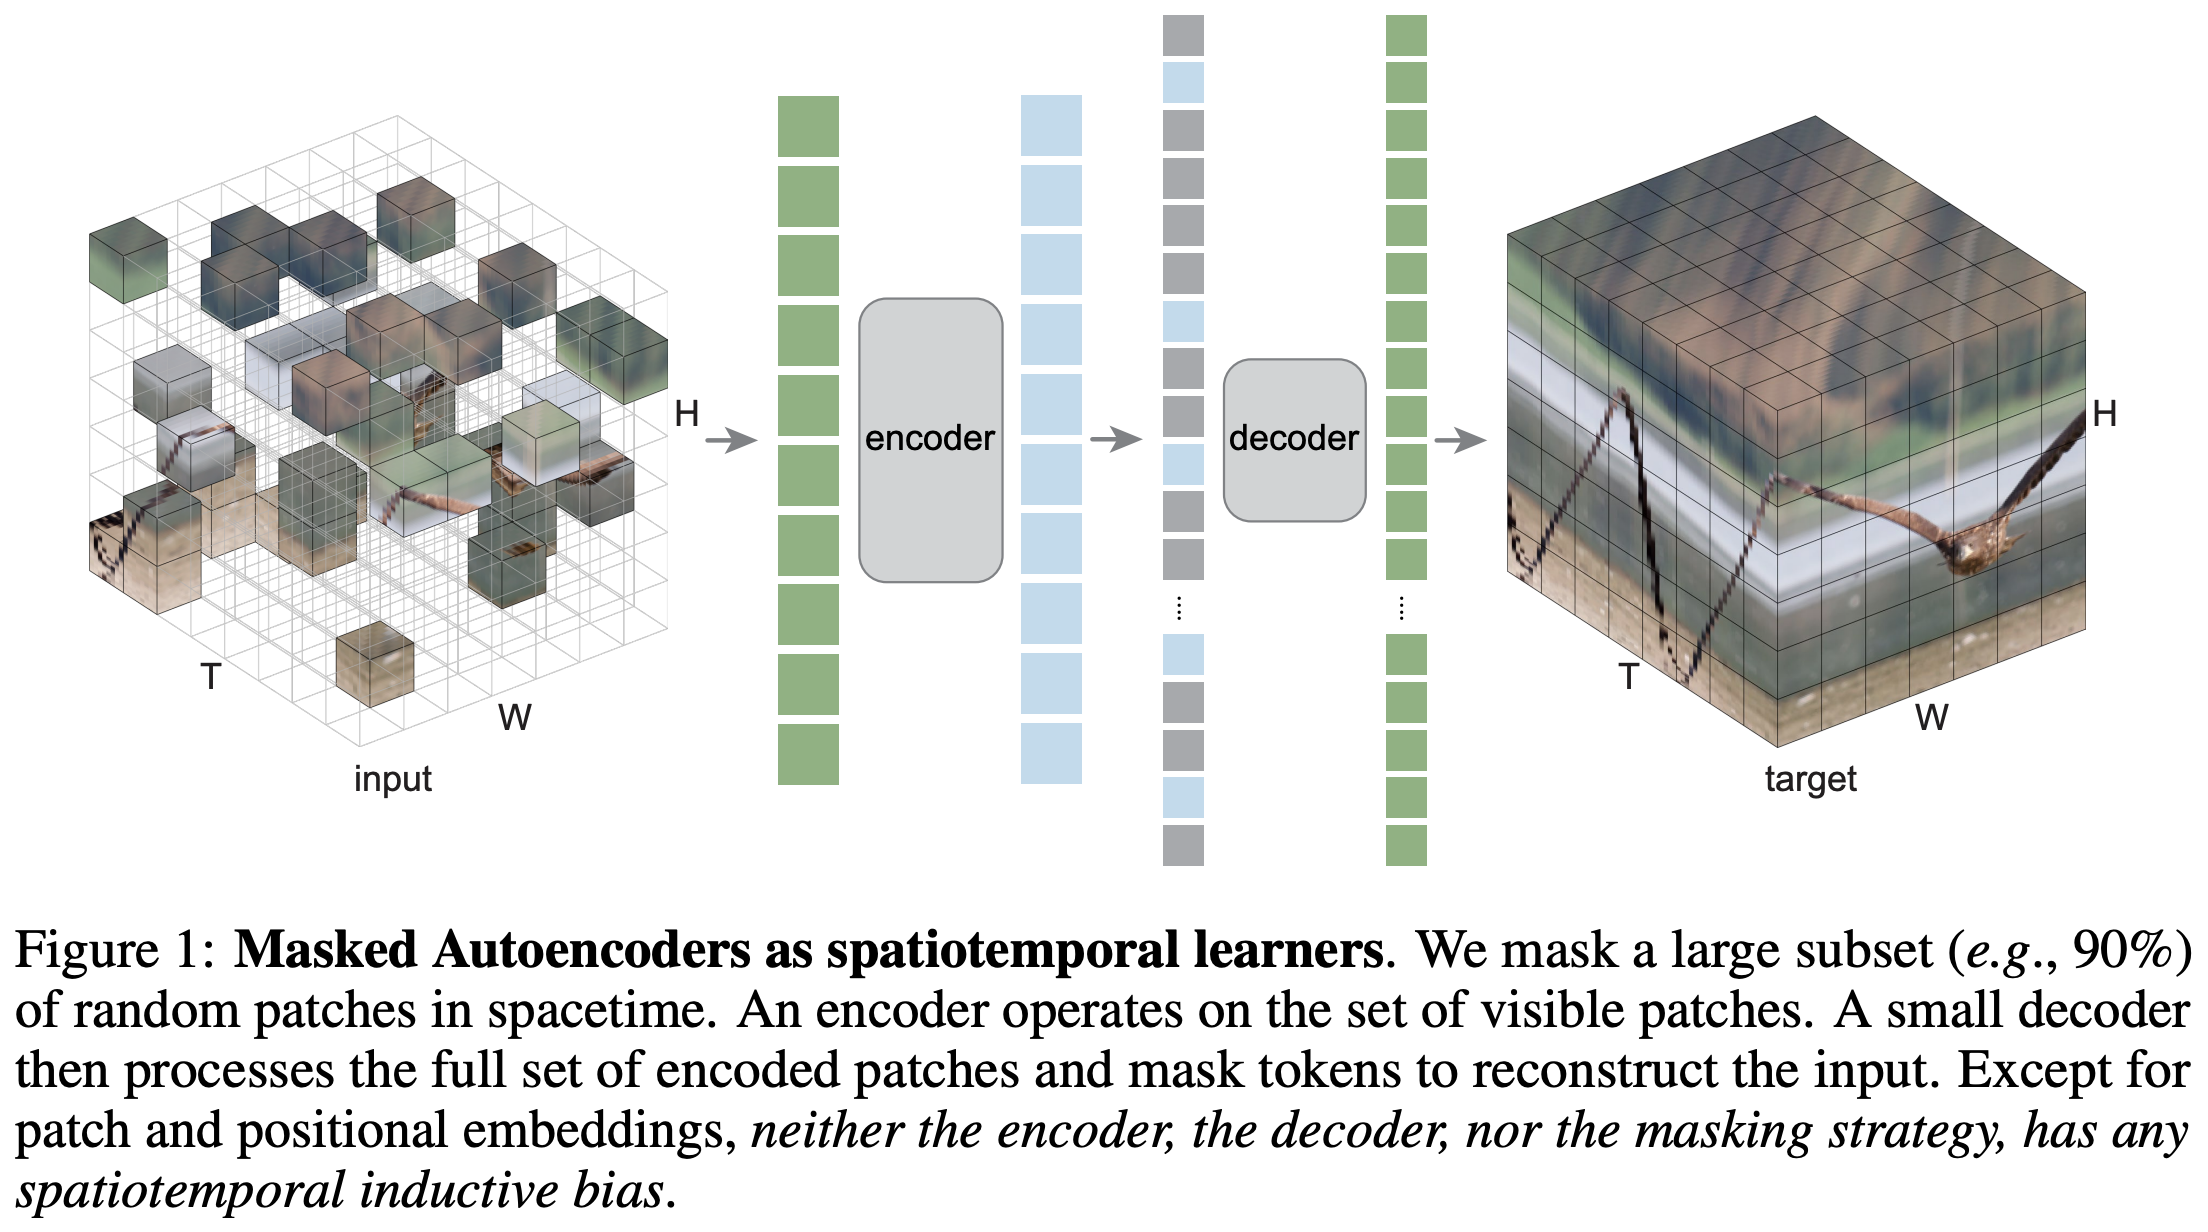 H
T
W
input
encoder
decoder
H
T
W
target
Figure 1: Masked Autoencoders as spatiotemporal learners. We mask a large subset (e.g., 90%)
of random patches in spacetime. An encoder operates on the set of visible patches. A small decoder
then processes the full set of encoded patches and mask tokens to reconstruct the input. Except for
patch and positional embeddings, neither the encoder, the decoder, nor the masking strategy, has any
spatiotemporal inductive bias.